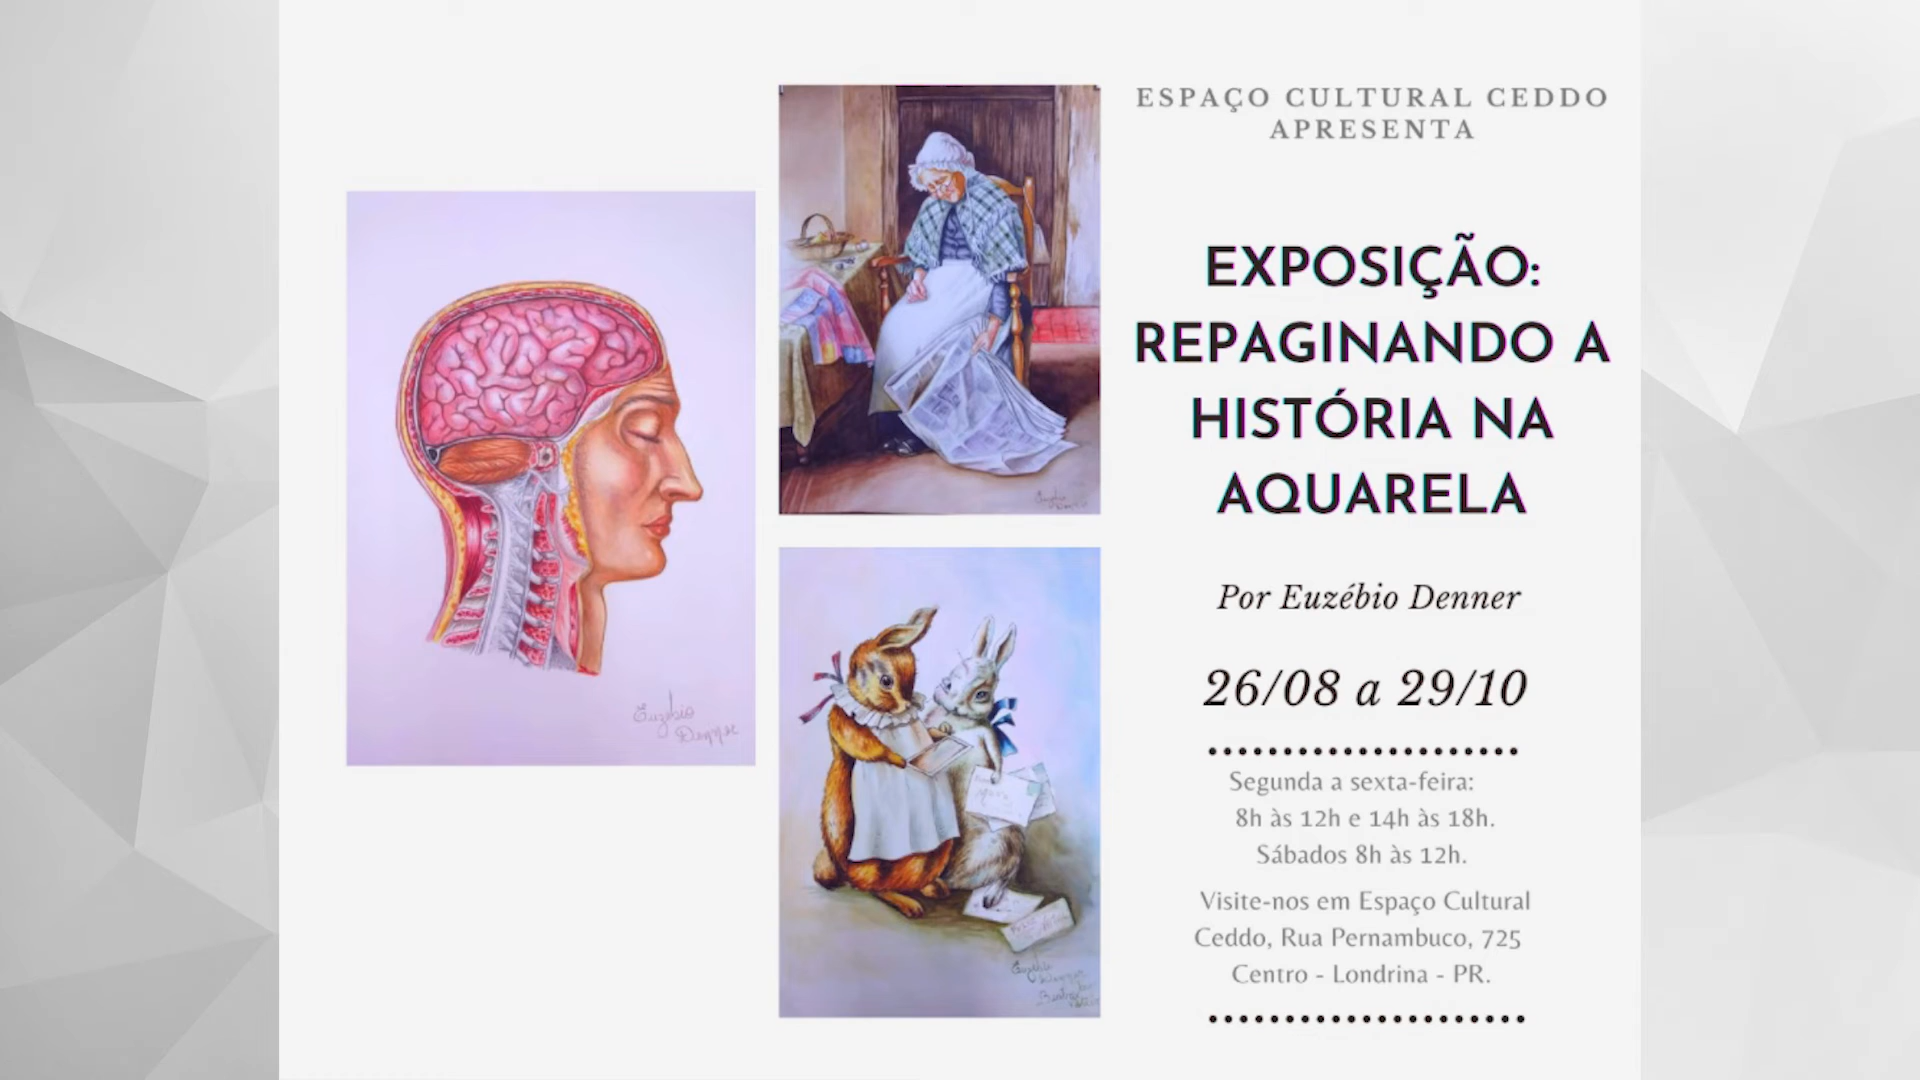 ESPAÇO CULTURAL CEDDO
APRESENTA
EXPOSIÇÃO:
REPAGINANDO A
HISTÓRIA NA
AQUARELA
Por Euzébio Denner
26/08 a 29/10
Segunda a sexta-feira:
8h às 12h e 14h às 18h.
Sábados 8h às 12h.
Visite-nos em Espaço Cultural
Ceddo, Rua Pernambuco, 725
Centro - Londrina - PR.
Euzébio
Denner